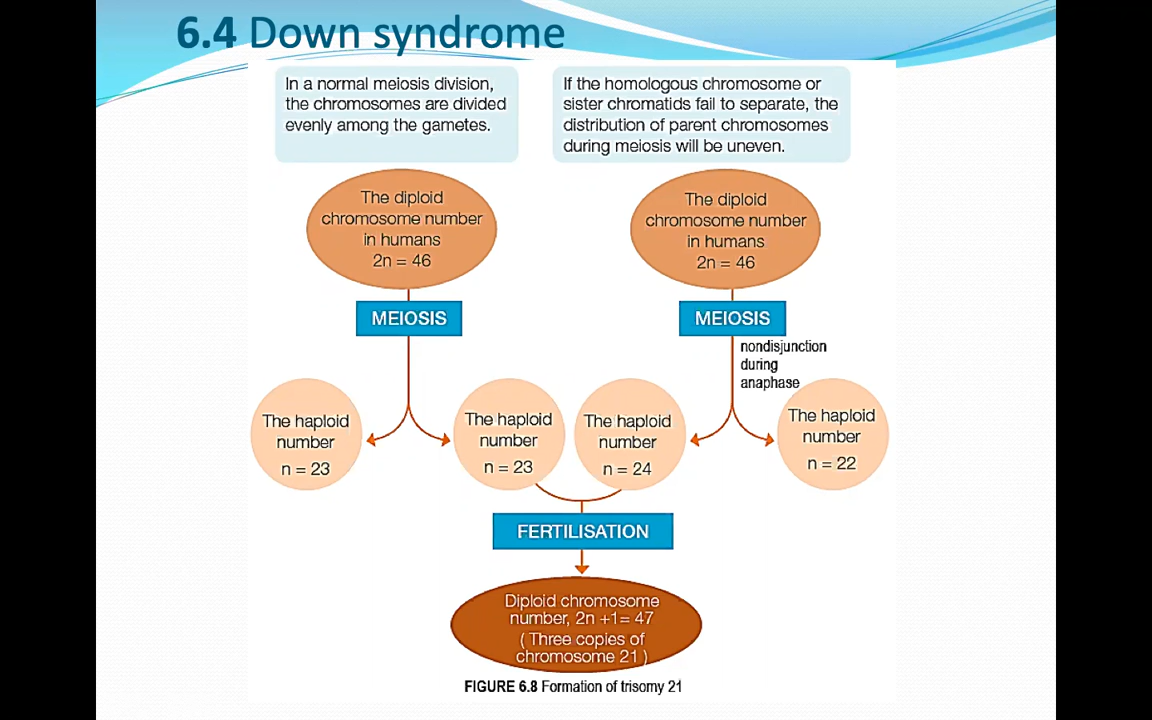 6.4 Down syndrome
In a normal meiosis division,
the chromosomes are divided
evenly among the gametes.
If the homologous chromosome or
sister chromatids fail to separate, the
distribution of parent chromosomes
during meiosis will be uneven.
The diploid
chromosome number
in humans
2n = 46
The diploid
chromosome number
in humans
2n = 46
MEIOSIS
MEIOSIS
nondisjunction
during
anaphase
The haploid
number
n = 23
The haploid
number
n = 23
The haploid
number
n = 24
The haploid
number
n = 22
FERTILISATION
Diploid chromosome
number, 2n +1= 47
( Three copies of
chromosome 21 )
FIGURE 6.8 Formation of trisomy 21